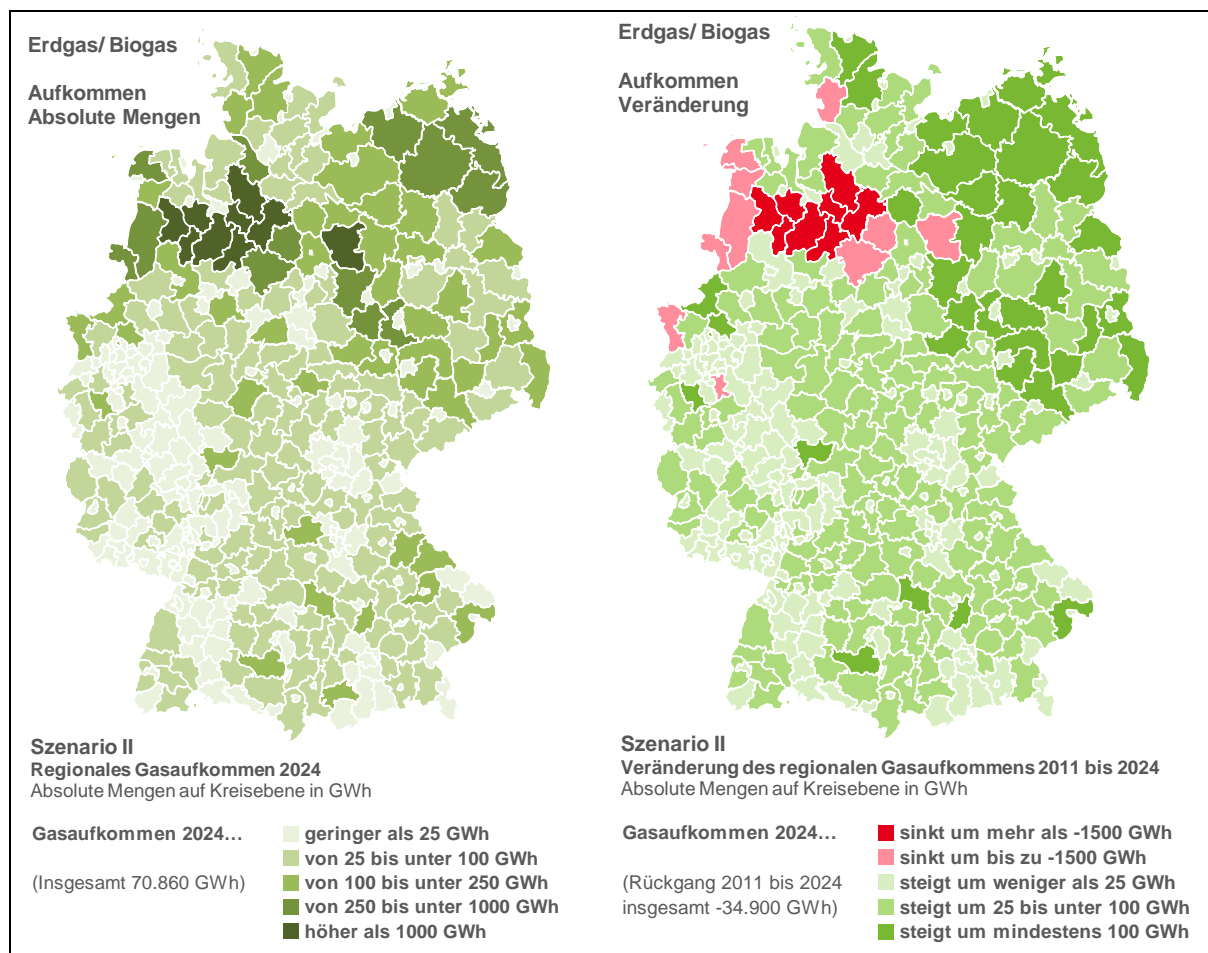 Erdgas/ Biogas
Aufkommen
Absolute Mengen
Szenario II
Regionales Gasaufkommen 2024
Absolute Mengen auf Kreisebene in GWh
Gasaufkommen 2024...
(Insgesamt 70.860 GWh)
geringer als 25 GWh
von 25 bis unter 100 GWh
von 100 bis unter 250 GWh
von 250 bis unter 1000 GWh
höher als 1000 GWh
Erdgas/ Biogas
Aufkommen
Veränderung
Szenario II
Veränderung des regionalen Gasaufkommens 2011 bis 2024
Absolute Mengen auf Kreisebene in GWh
Gasaufkommen 2024...
(Rückgang 2011 bis 2024
insgesamt -34.900 GWh)
sinkt um mehr als -1500 GWh
sinkt um bis zu -1500 GWh
steigt um weniger als 25 GWh
steigt um 25 bis unter 100 GWh
steigt um mindestens 100 GWh